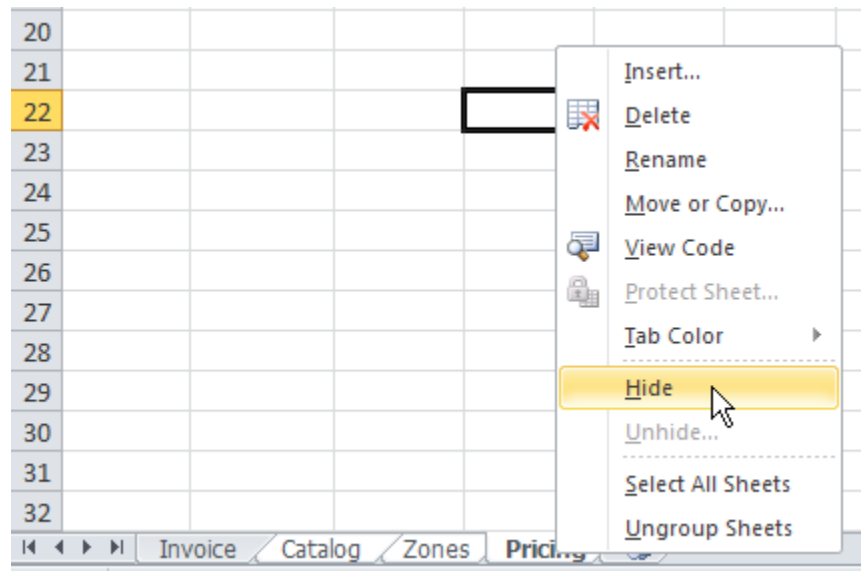 20
21
22
23
24
25
26
27
28
29
30
31
32
Insert...
Delete
Rename
Move or Copy...
View Code
Protect Sheet...
Tab Color
Hide
Unhide...
Select All Sheets
Ungroup Sheets
Invoice Catalog Zones Pricing